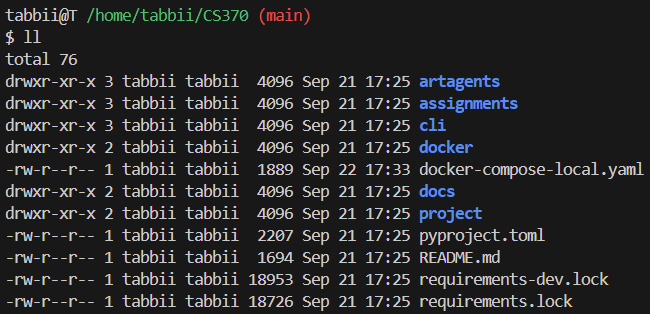 tabbii@T /home/tabbii/CS370 (main)
$ ll
total 76
drwxr-xr-x 3 tabbii tabbii  4096 Sep 21 17:25 artagents
drwxr-xr-x 3 tabbii tabbii  4096 Sep 21 17:25 assignments
drwxr-xr-x 3 tabbii tabbii  4096 Sep 21 17:25 cli
drwxr-xr-x 2 tabbii tabbii  4096 Sep 21 17:25 docker
-rw-r--r-- 1 tabbii tabbii  1889 Sep 22 17:33 docker-compose-local.yaml
drwxr-xr-x 2 tabbii tabbii  4096 Sep 21 17:25 docs
drwxr-xr-x 2 tabbii tabbii  4096 Sep 21 17:25 project
-rw-r--r-- 1 tabbii tabbii  2207 Sep 21 17:25 pyproject.toml
-rw-r--r-- 1 tabbii tabbii  1694 Sep 21 17:25 README.md
-rw-r--r-- 1 tabbii tabbii 18953 Sep 21 17:25 requirements-dev.lock
-rw-r--r-- 1 tabbii tabbii 18726 Sep 21 17:25 requirements.lock